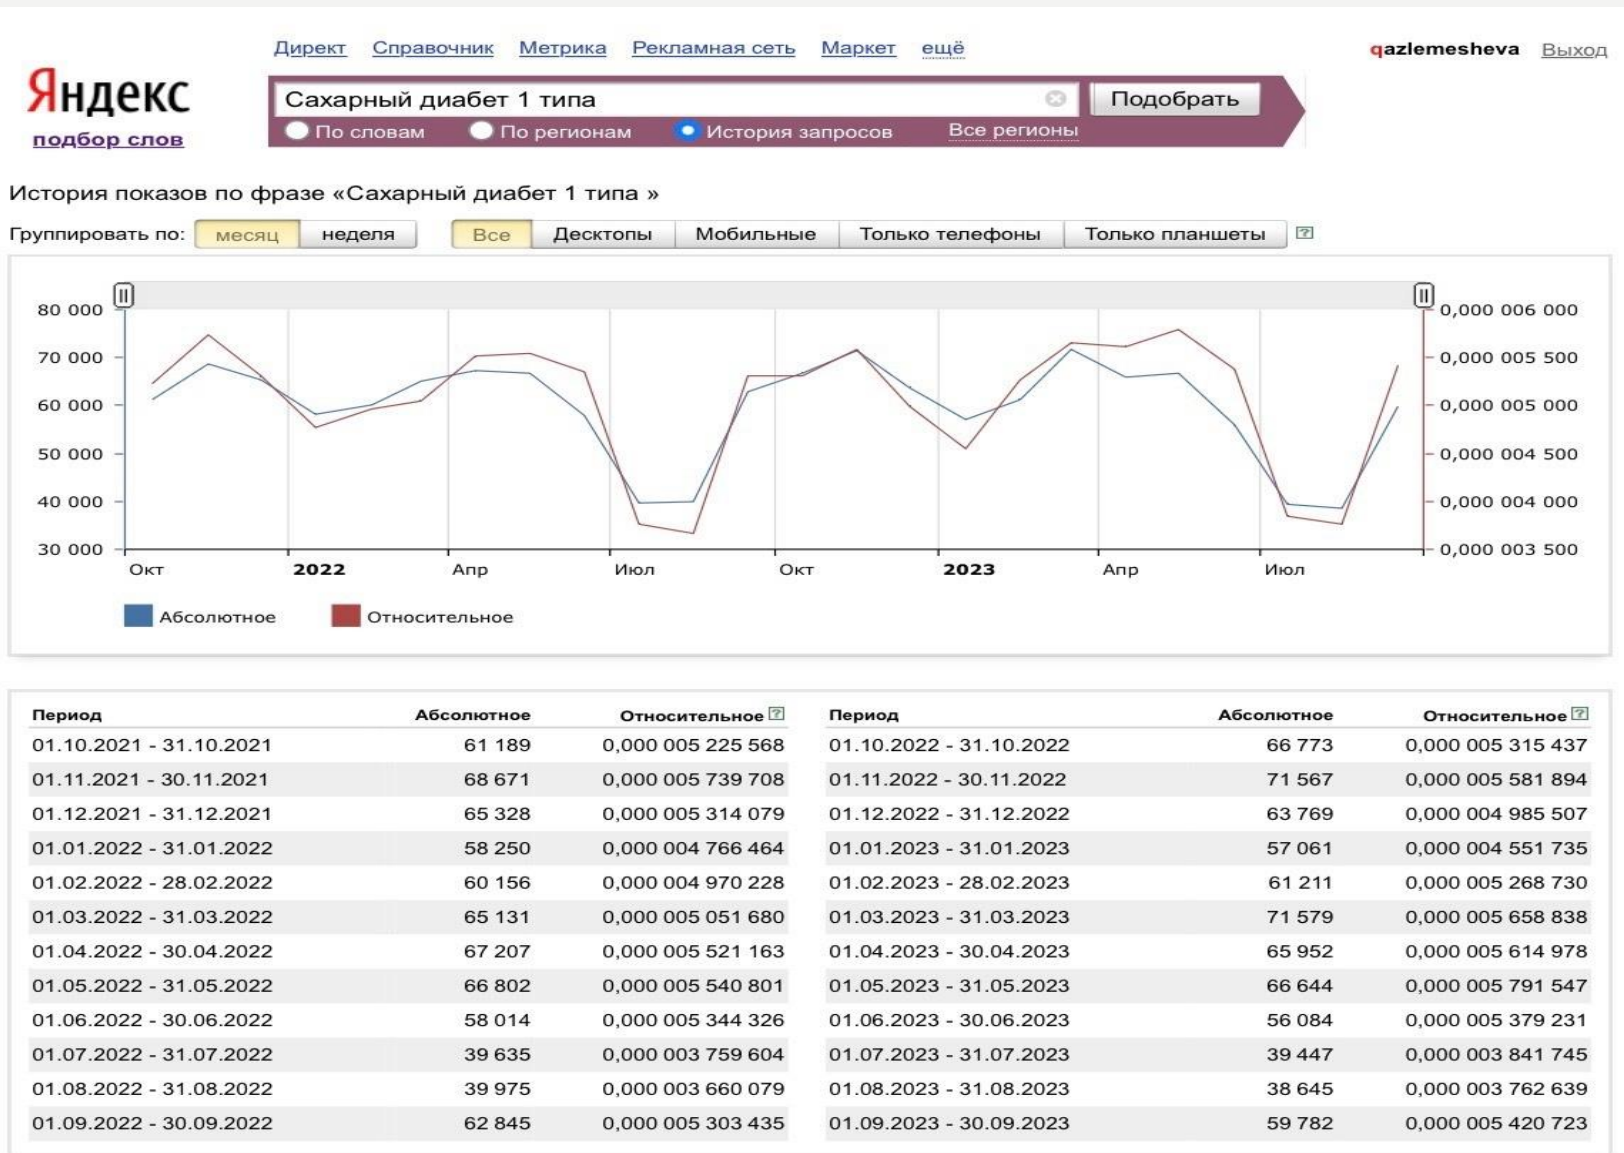 Директ Справочник Метрика Рекламная сеть Маркет ещё
qazlemesheva Выход
Яндекс
подбор слов
Сахарный диабет 1 типа
Подобрать
По словам По регионам История запросов Все регионы
История показов по фразе «Сахарный диабет 1 типа »
Группировать по: месяц неделя Все Десктопы Мобильные Только телефоны Только планшеты ?
80 000 0,000 006 000
70 000 0,000 005 500
60 000 0,000 005 000
50 000 0,000 004 500
40 000 0,000 004 000
30 000 0,000 003 500
Окт 2022 Апр Июл Окт 2023 Апр Июл
Абсолютное Относительное
Период Абсолютное Относительное ? Период Абсолютное Относительное ?
01.10.2021 - 31.10.2021 61 189 0,000 005 225 568 01.10.2022 - 31.10.2022 66 773 0,000 005 315 437
01.11.2021 - 30.11.2021 68 671 0,000 005 739 708 01.11.2022 - 30.11.2022 71 567 0,000 005 581 894
01.12.2021 - 31.12.2021 65 328 0,000 005 314 079 01.12.2022 - 31.12.2022 63 769 0,000 004 985 507
01.01.2022 - 31.01.2022 58 250 0,000 004 766 464 01.01.2023 - 31.01.2023 57 061 0,000 004 551 735
01.02.2022 - 28.02.2022 60 156 0,000 004 970 228 01.02.2023 - 28.02.2023 61 211 0,000 005 268 730
01.03.2022 - 31.03.2022 65 131 0,000 005 051 680 01.03.2023 - 31.03.2023 71 579 0,000 005 658 838
01.04.2022 - 30.04.2022 67 207 0,000 005 521 163 01.04.2023 - 30.04.2023 65 952 0,000 005 614 978
01.05.2022 - 31.05.2022 66 802 0,000 005 540 801 01.05.2023 - 31.05.2023 66 644 0,000 005 791 547
01.06.2022 - 30.06.2022 58 014 0,000 005 344 326 01.06.2023 - 30.06.2023 56 084 0,000 005 379 231
01.07.2022 - 31.07.2022 39 635 0,000 003 759 604 01.07.2023 - 31.07.2023 39 447 0,000 003 841 745
01.08.2022 - 31.08.2022 39 975 0,000 003 660 079 01.08.2023 - 31.08.2023 38 645 0,000 003 762 639
01.09.2022 - 30.09.2022 62 845 0,000 005 303 435 01.09.2023 - 30.09.2023 59 782 0,000 005 420 723